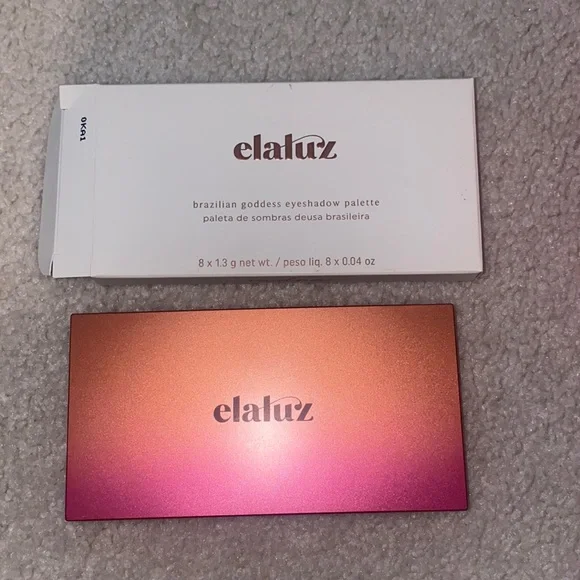 0KA1
elaluz
brazilian goddess eyeshadow palette
paleta de sombras deusa brasileira
8 x 1.3 g net wt. / peso liq. 8 x 0.04 oz
elaluz